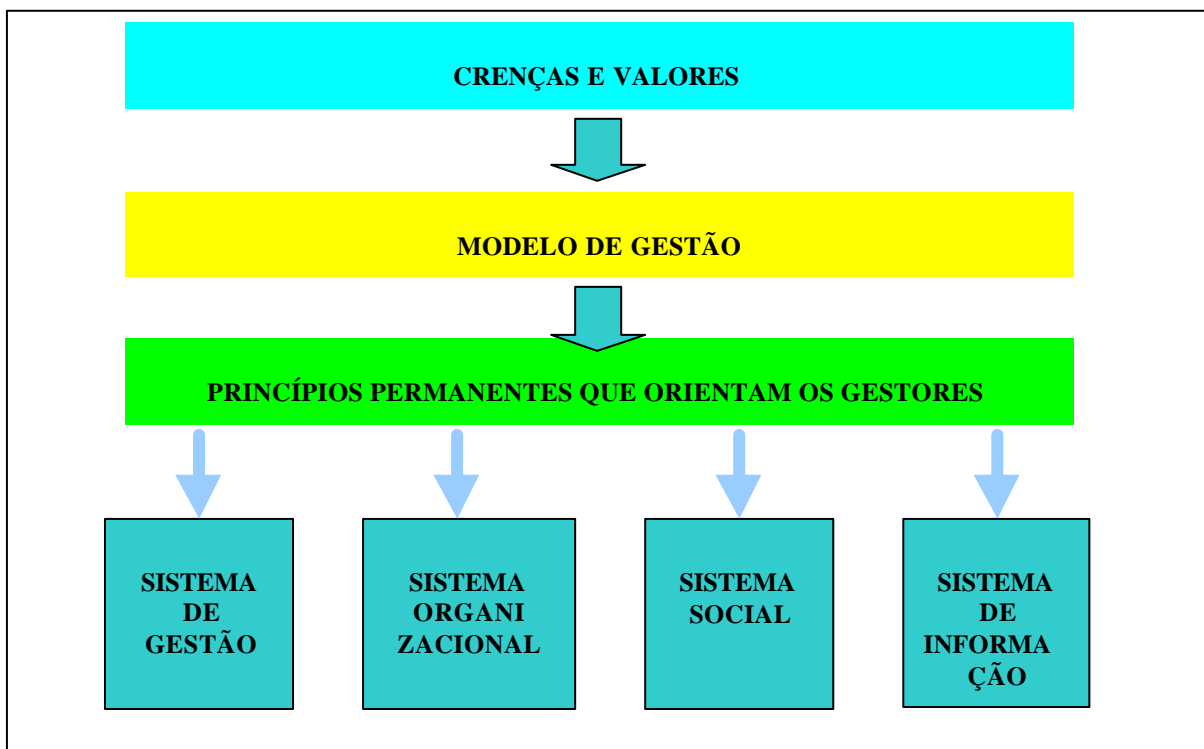 CRENÇAS E VALORES
MODELO DE GESTÃO
PRINCÍPIOS PERMANENTES QUE ORIENTAM OS GESTORES
SISTEMA
DE
GESTÃO
SISTEMA
ORGANI
ZACIONAL
SISTEMA
SOCIAL
SISTEMA
DE
INFORMA
ÇÃO